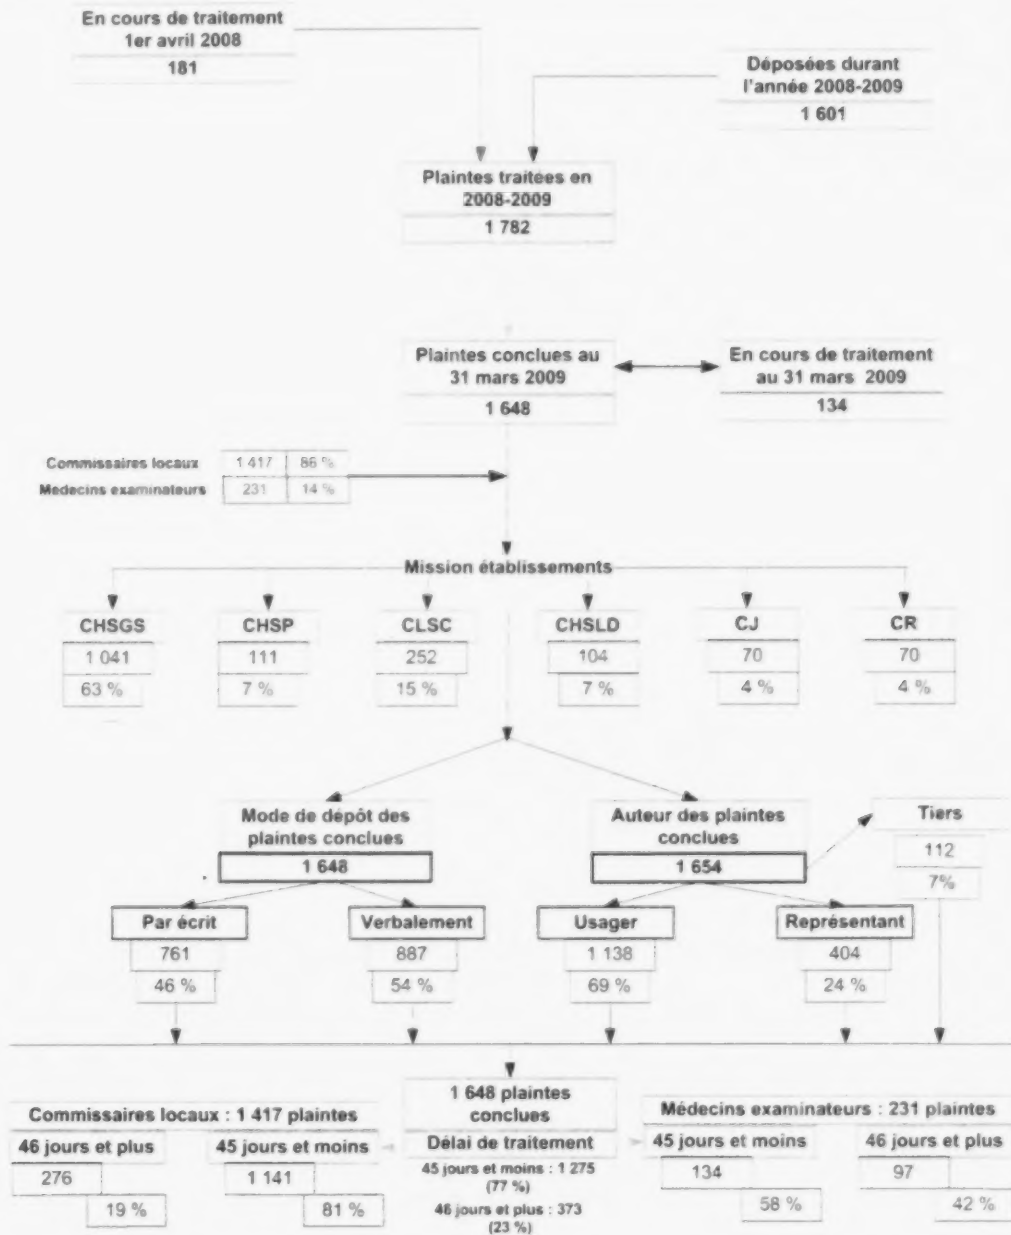 En cours de traitement
1er avril 2008
181
Déposées durant
l'année 2008-2009
1 601
Plaintes traitées en
2008-2009
1 782
Plaintes conclues au
31 mars 2009
1 648
En cours de traitement
au 31 mars 2009
134
Commissaires locaux 1 417 86 %
Médecins examinateurs 231 14 %
Mission établissements
CHSGS CHSP CLSC CHSLD CJ CR
1 041 111 252 104 70 70
63 % 7 % 15 % 7 % 4 % 4 %
Mode de dépôt des
plaintes conclues
1 648
Auteur des plaintes
conclues
1 654
Tiers
112
7%
Par écrit Verbalement Usager Représentant
761 887 1 138 404
46 % 54 % 69 % 24 %
1 648 plaintes
conclues
Délai de traitement
45 jours et moins : 1 275
(77 %)
46 jours et plus : 373
(23 %)
Commissaires locaux : 1 417 plaintes
46 jours et plus 45 jours et moins
276 1 141
19 % 81 %
Médecins examinateurs : 231 plaintes
45 jours et moins 46 jours et plus
134 97
58 % 42 %